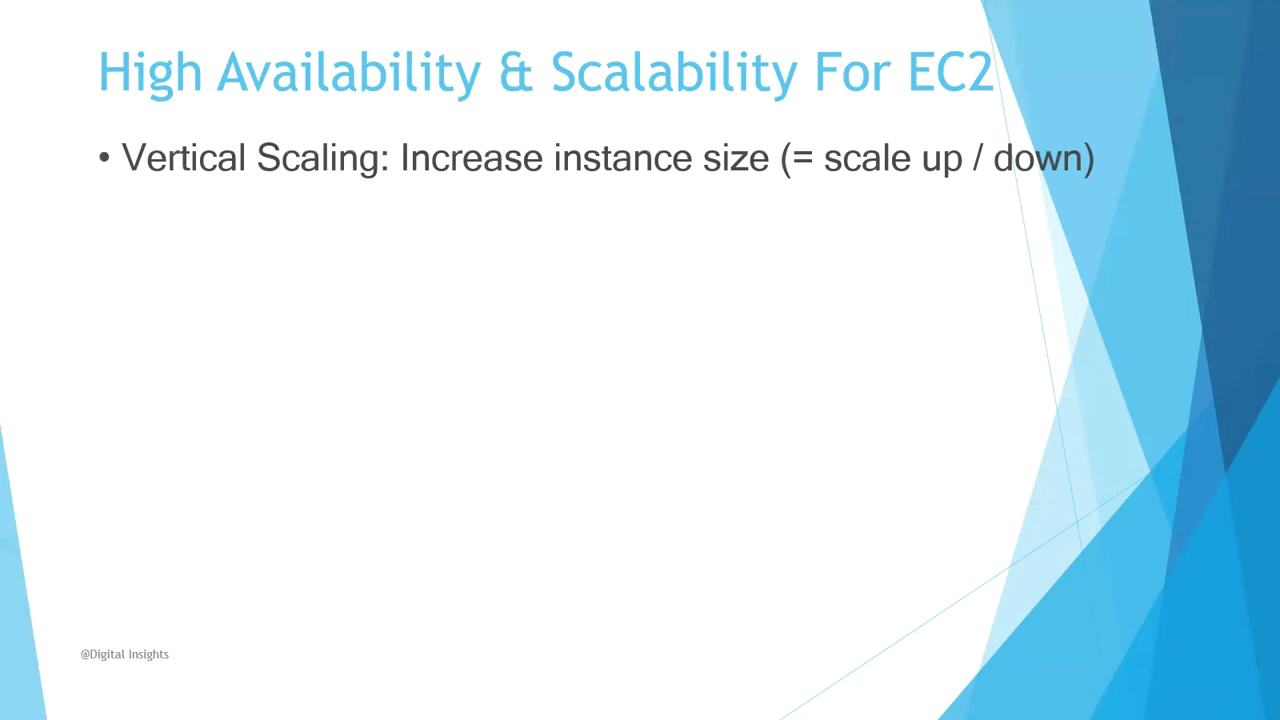 High Availability & Scalability For EC2
• Vertical Scaling: Increase instance size (= scale up / down)
@Digital Insights